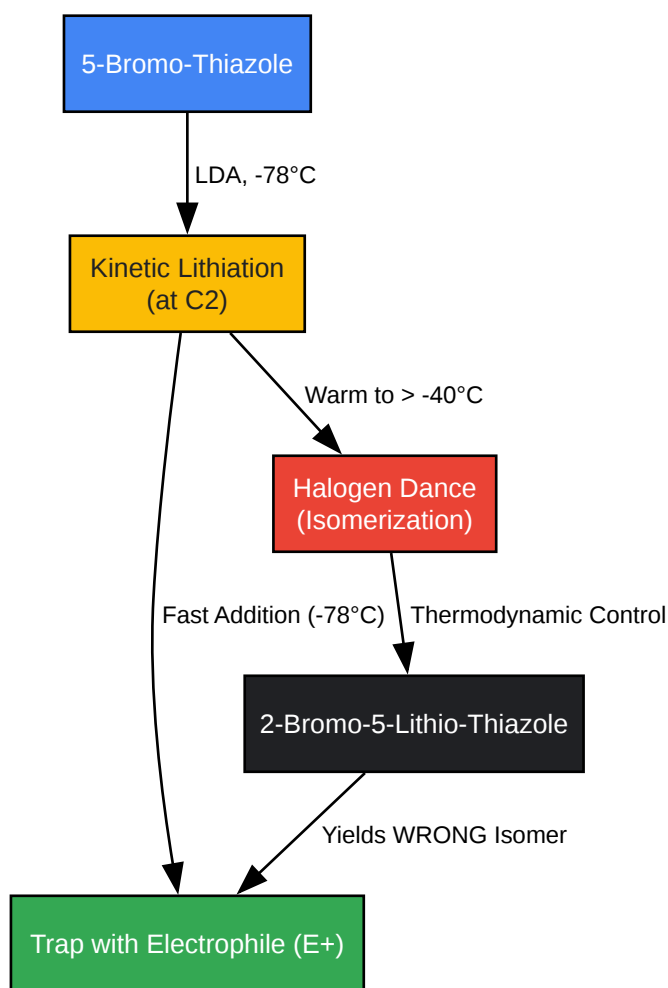 5-Bromo-Thiazole
LDA, -78°C
Kinetic Lithiation
(at C2)
Warm to > -40°C
Halogen Dance
(Isomerization)
Fast Addition (-78°C)
Thermodynamic Control
2-Bromo-5-Lithio-Thiazole
Yields WRONG Isomer
Trap with Electrophile (E+)